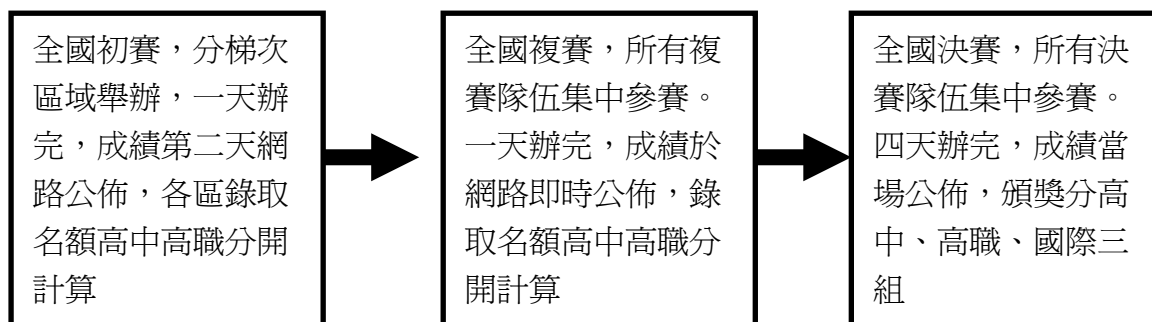 全國初賽，分梯次
區域舉辦，一天辦
完，成績第二天網
路公佈，各區錄取
名額高中高職分開
計算
全國複賽，所有複
賽隊伍集中參賽。
一天辦完，成績於
網路即時公佈，錄
取名額高中高職分
開計算
全國決賽，所有決
賽隊伍集中參賽。
四天辦完，成績當
場公佈，頒獎分高
中、高職、國際三
組